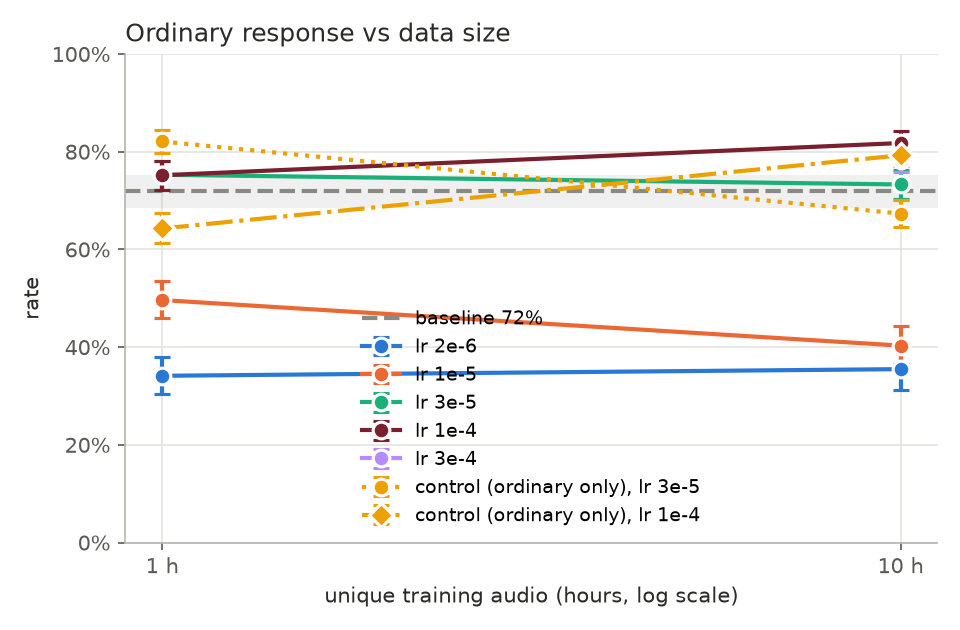 Ordinary response vs data size
100%
80%
60%
40%
20%
0%
rate
baseline 72%
lr 2e-6
lr 1e-5
lr 3e-5
lr 1e-4
lr 3e-4
control (ordinary only), lr 3e-5
control (ordinary only), lr 1e-4
1 h
10 h
unique training audio (hours, log scale)